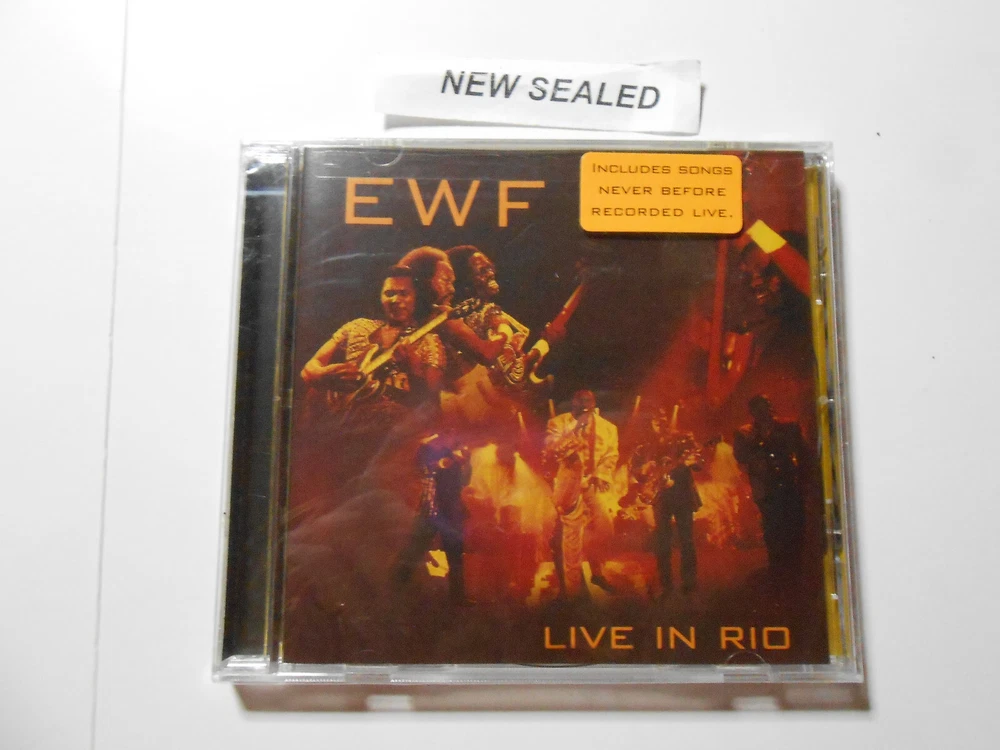 NEW SEALED
EWF
INCLUDES SONGS
NEVER BEFORE
RECORDED LIVE.
LIVE IN RIO